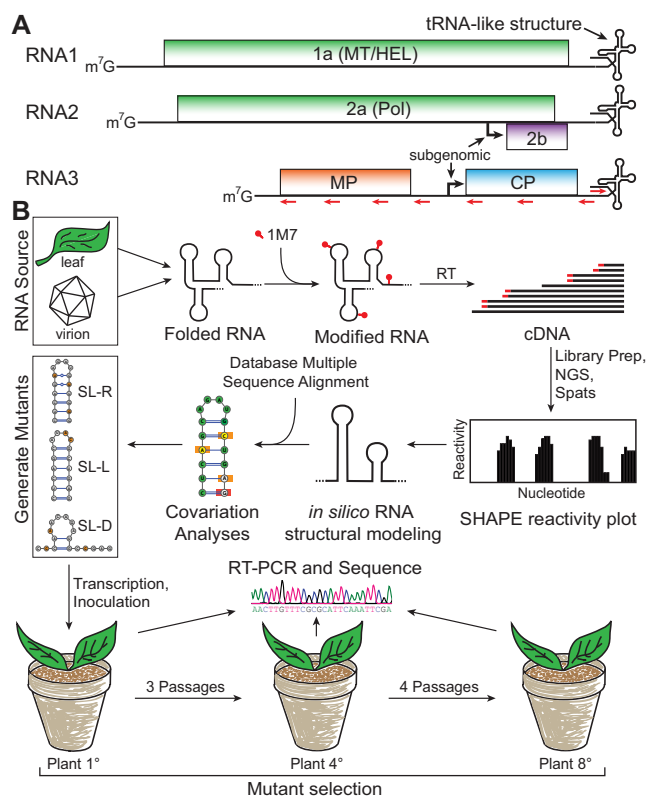 A
tRNA-like structure
RNA1
m7G
1a (MT/HEL)
RNA2
m7G
2a (Pol)
2b
subgenomic
RNA3
m7G
MP
CP
B
RNA Source
leaf
virion
Folded RNA
1M7
Modified RNA
RT
cDNA
Library Prep,
NGS,
Spats
Reactivity
Nucleotide
SHAPE reactivity plot
in silico RNA
structural modeling
Database Multiple
Sequence Alignment
Covariation
Analyses
Generate Mutants
SL-R
SL-L
SL-D
Transcription,
Inoculation
RT-PCR and Sequence
AACTTGTTTCGCGCATTCAAATTCGA
3 Passages
4 Passages
Plant 1°
Plant 4°
Plant 8°
Mutant selection